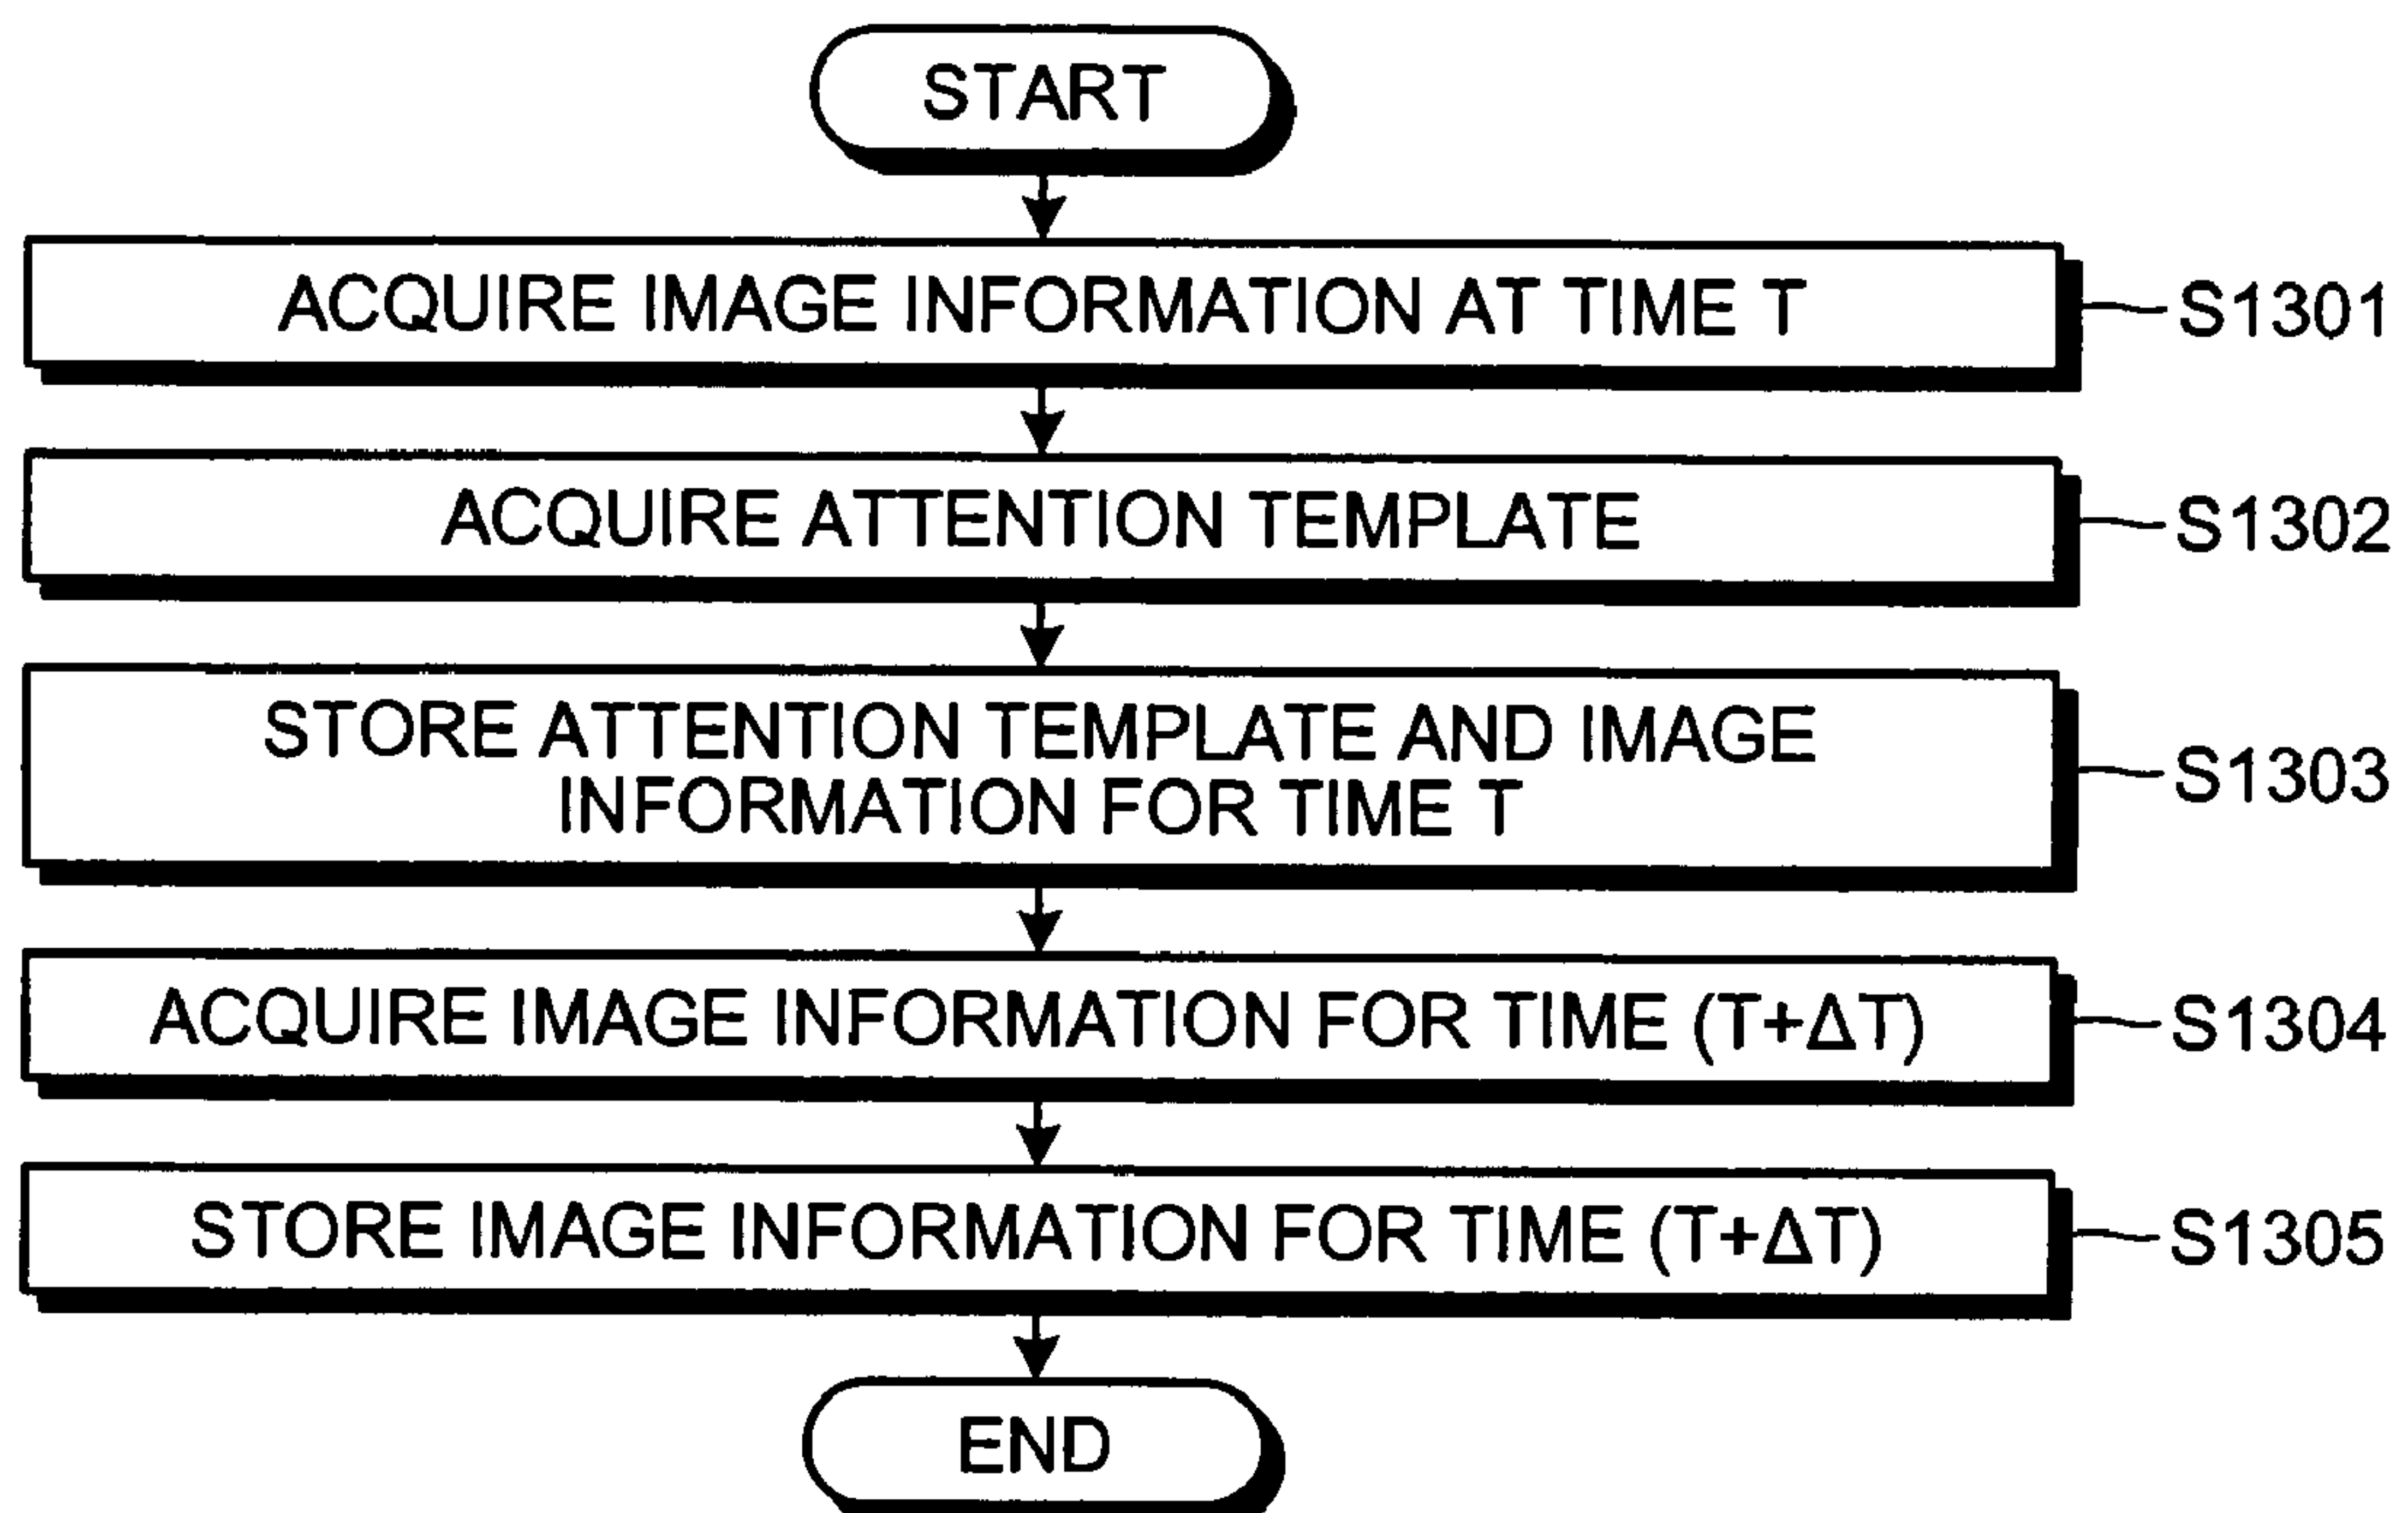 START
ACQUIRE IMAGE INFORMATION AT TIME T
S1301
ACQUIRE ATTENTION TEMPLATE
S1302
STORE ATTENTION TEMPLATE AND IMAGE
INFORMATION FOR TIME T
S1303
ACQUIRE IMAGE INFORMATION FOR TIME (T+ΔT)
S1304
STORE IMAGE INFORMATION FOR TIME (T+ΔT)
S1305
END